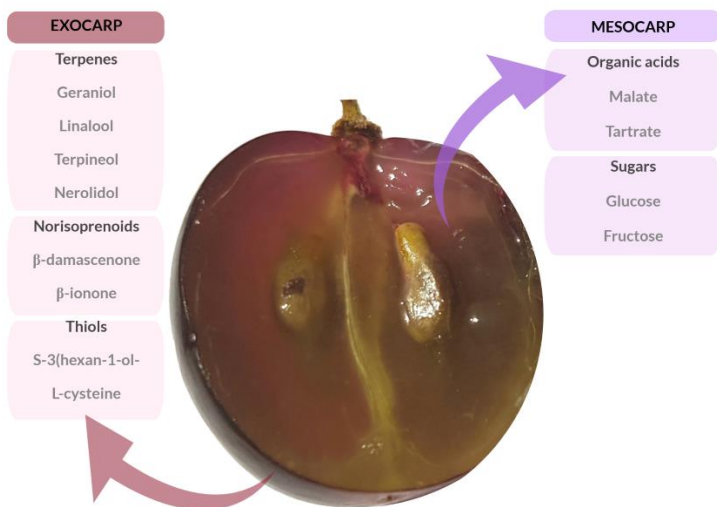 EXOCARP
Terpenes
Geraniol
Linalool
Terpineol
Nerolidol
Norisoprenoids
β-damascenone
β-ionone
Thiols
S-3(hexan-1-ol-
L-cysteine
MESOCARP
Organic acids
Malate
Tartrate
Sugars
Glucose
Fructose